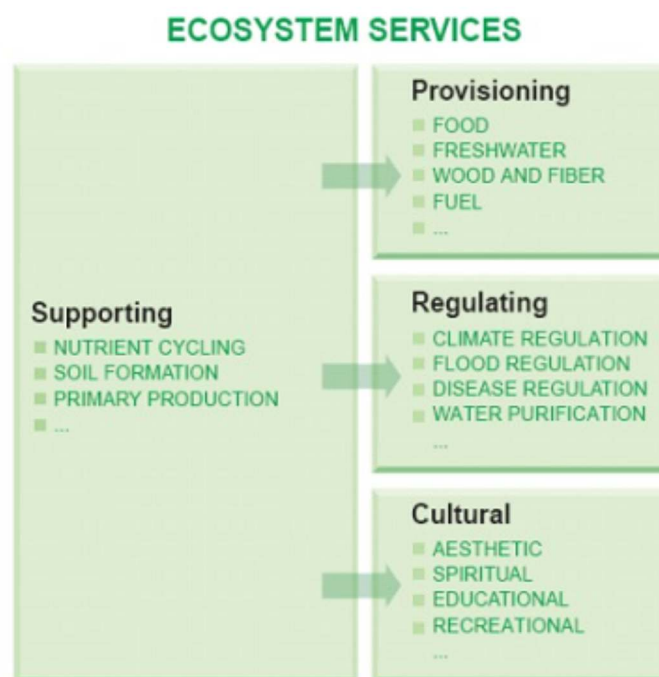 ECOSYSTEM SERVICES
Supporting
NUTRIENT CYCLING
SOIL FORMATION
PRIMARY PRODUCTION
...
Provisioning
FOOD
FRESHWATER
WOOD AND FIBER
FUEL
...
Regulating
CLIMATE REGULATION
FLOOD REGULATION
DISEASE REGULATION
WATER PURIFICATION
...
Cultural
AESTHETIC
SPIRITUAL
EDUCATIONAL
RECREATIONAL
...